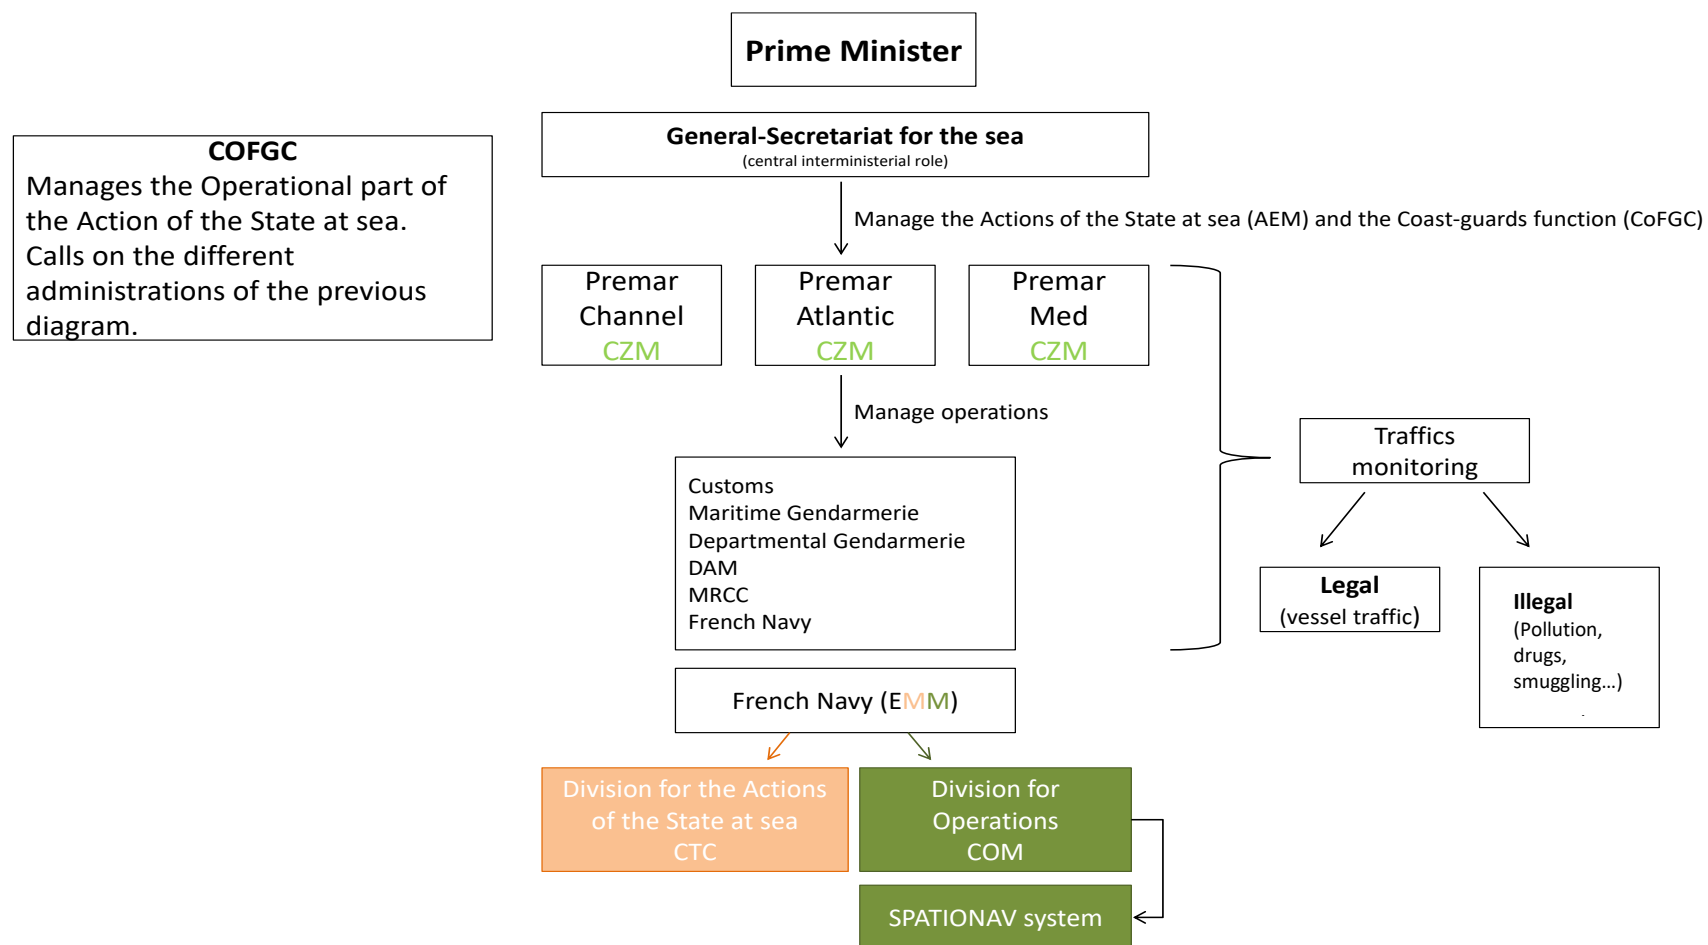 Prime Minister
General-Secretariat for the sea
(central interministerial role)
COFGC
Manages the Operational part of
the Action of the State at sea.
Calls on the different
administrations of the previous
diagram.
Manage the Actions of the State at sea (AEM) and the Coast-guards function (CoFGC)
Premar
Channel
CZM
Premar
Atlantic
CZM
Premar
Med
CZM
Manage operations
Customs
Maritime Gendarmerie
Departmental Gendarmerie
DAM
MRCC
French Navy
Traffics
monitoring
Legal
(vessel traffic)
Illegal
(Pollution,
drugs,
smuggling…)
French Navy (EMM)
Division for the Actions
of the State at sea
CTC
Division for
Operations
COM
SPATIONAV system